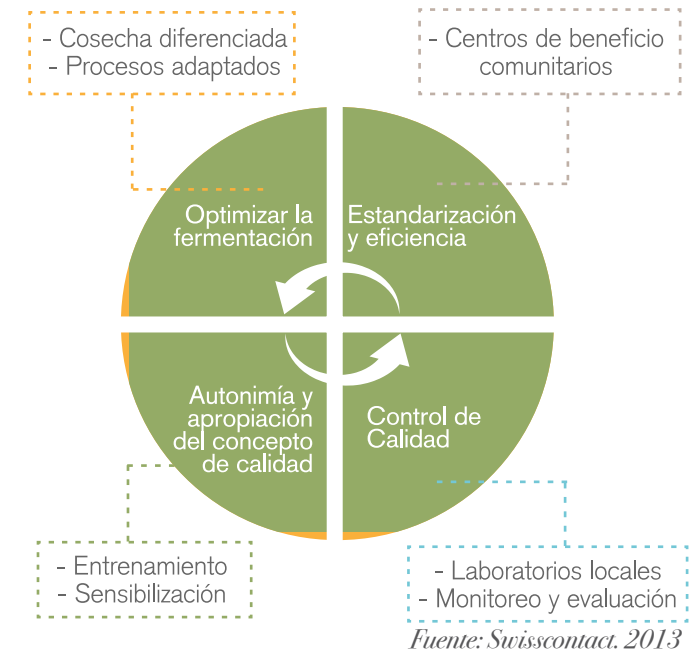 - Cosecha diferenciada
- Procesos adaptados
- Centros de beneficio
comunitarios
Optimizar la
fermentación
Estandarización
y eficiencia
Autonimía y
apropiación
del concepto
de calidad
Control de
Calidad
- Entrenamiento
- Sensibilización
- Laboratorios locales
- Monitoreo y evaluación
Fuente: Swisscontact. 2013